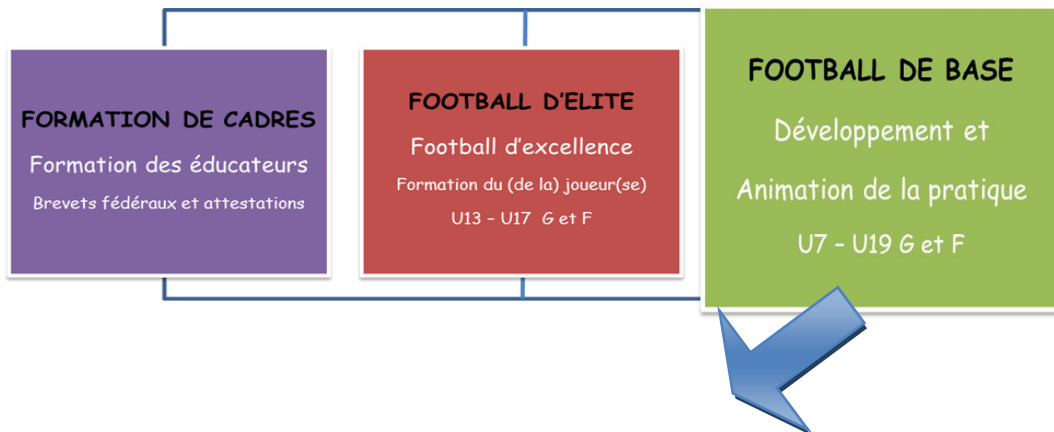 FORMATION DE CADRES
Formation des éducateurs
Brevets fédéraux et attestations
FOOTBALL D'ELITE
Football d'excellence
Formation du (de la) joueur(se)
U13 – U17 G et F
FOOTBALL DE BASE
Développement et
Animation de la pratique
U7 – U19 G et F